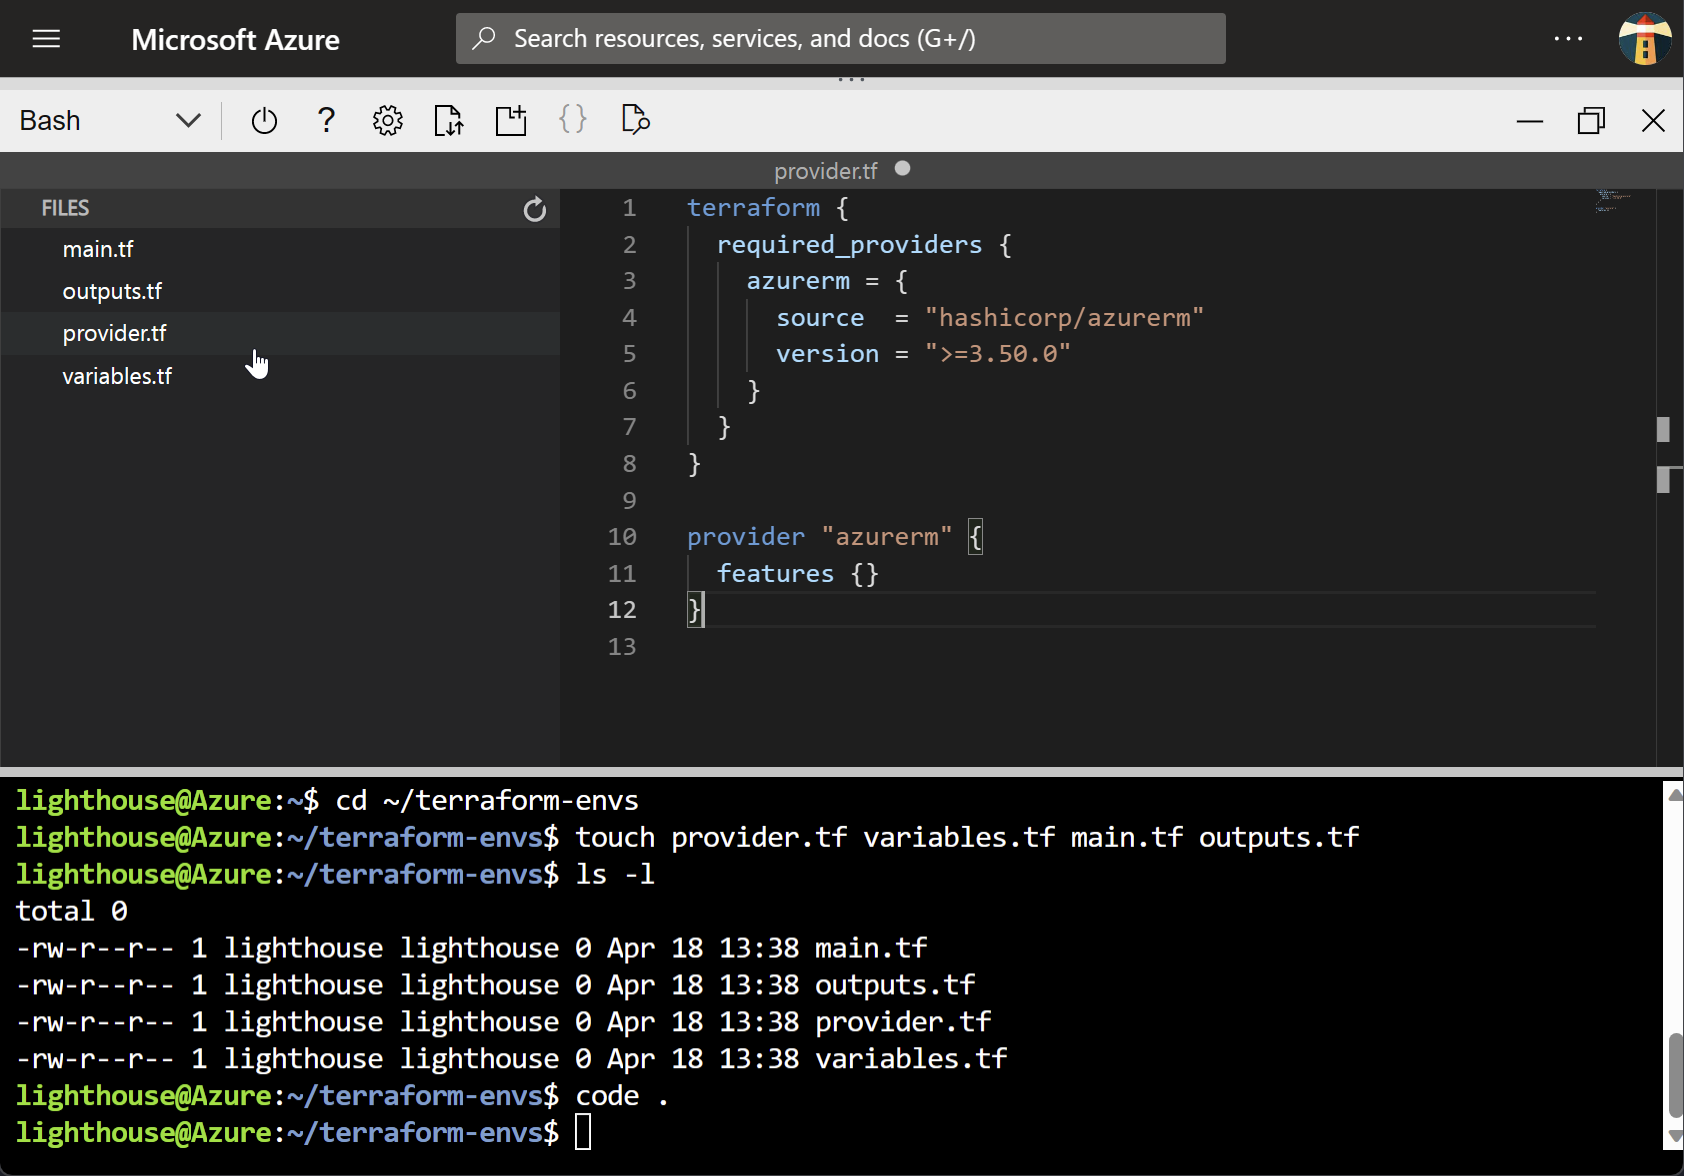 Microsoft Azure
Search resources, services, and docs (G+/)
Bash
provider.tf
FILES
main.tf
outputs.tf
provider.tf
variables.tf
1 terraform {
2   required_providers {
3     azurerm = {
4       source  = "hashicorp/azurerm"
5       version = ">=3.50.0"
6     }
7   }
8 }
9
10 provider "azurerm" {
11   features {}
12 }
13
lighthouse@Azure:~$ cd ~/terraform-envs
lighthouse@Azure:~/terraform-envs$ touch provider.tf variables.tf main.tf outputs.tf
lighthouse@Azure:~/terraform-envs$ ls -l
total 0
-rw-r--r-- 1 lighthouse lighthouse 0 Apr 18 13:38 main.tf
-rw-r--r-- 1 lighthouse lighthouse 0 Apr 18 13:38 outputs.tf
-rw-r--r-- 1 lighthouse lighthouse 0 Apr 18 13:38 provider.tf
-rw-r--r-- 1 lighthouse lighthouse 0 Apr 18 13:38 variables.tf
lighthouse@Azure:~/terraform-envs$ code .
lighthouse@Azure:~/terraform-envs$